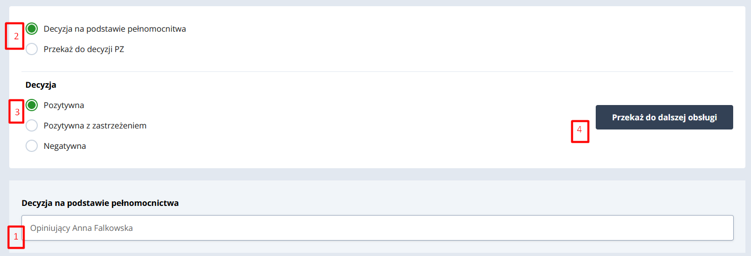 2
Decyzja na podstawie pełnomocnitwa
Przekaż do decyzji PZ
Decyzja
3
Pozytywna
Pozytywna z zastrzeżeniem
Negatywna
Przekaż do dalszej obsługi
4
Decyzja na podstawie pełnomocnictwa
Opiniujący Anna Falkowska
1